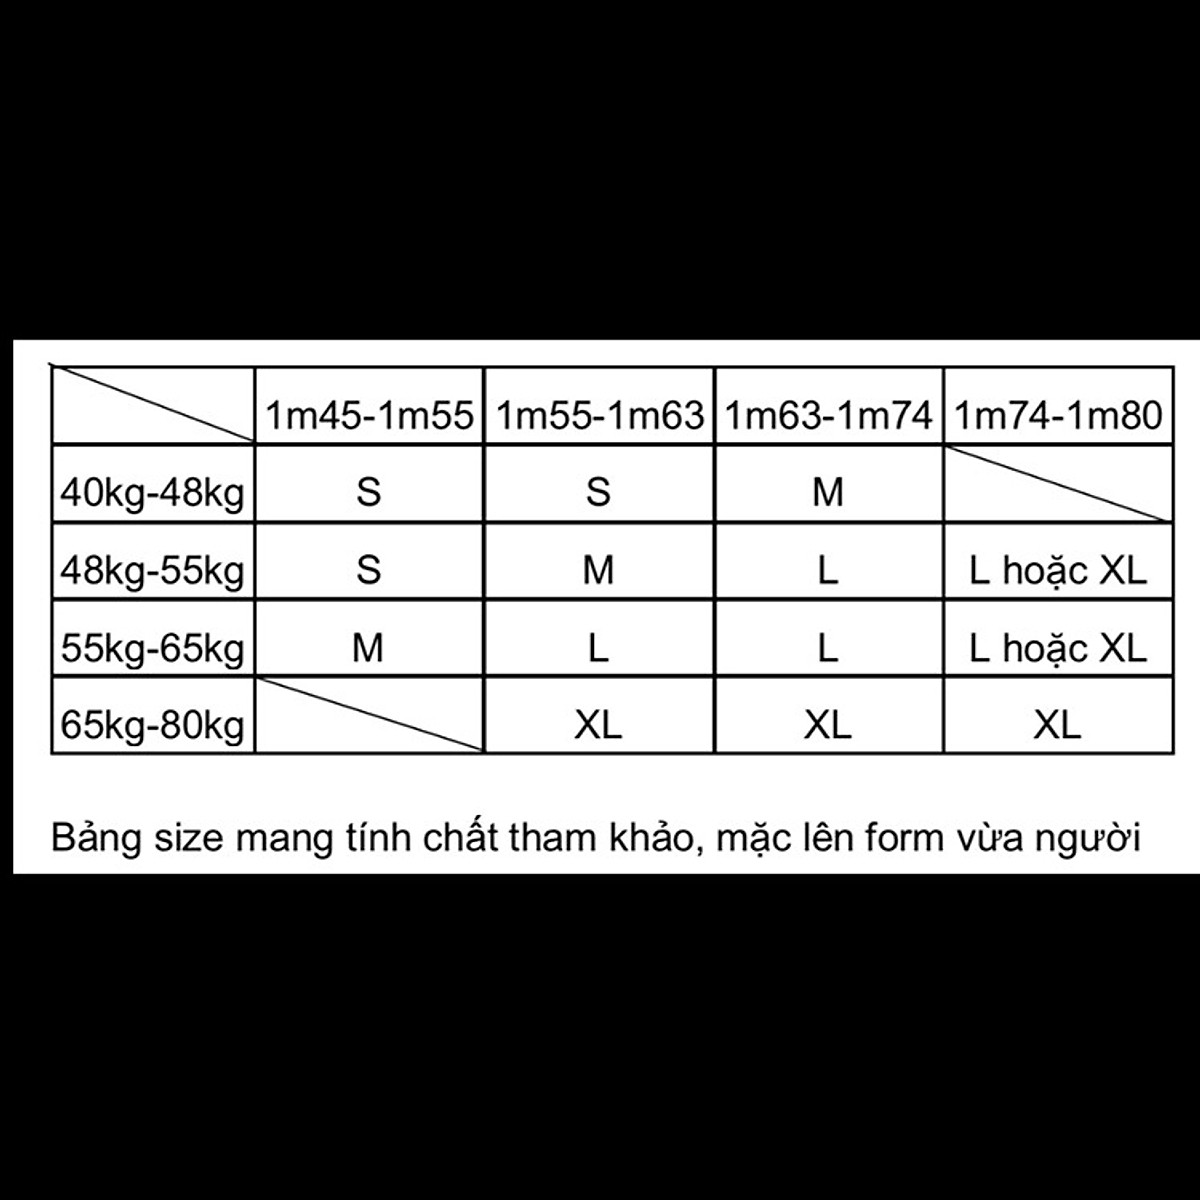 1m45-1m55 1m55-1m63 1m63-1m74 1m74-1m80
40kg-48kg S S M
48kg-55kg S M L L hoặc XL
55kg-65kg M L L L hoặc XL
65kg-80kg XL XL XL
Bảng size mang tính chất tham khảo, mặc lên form vừa người